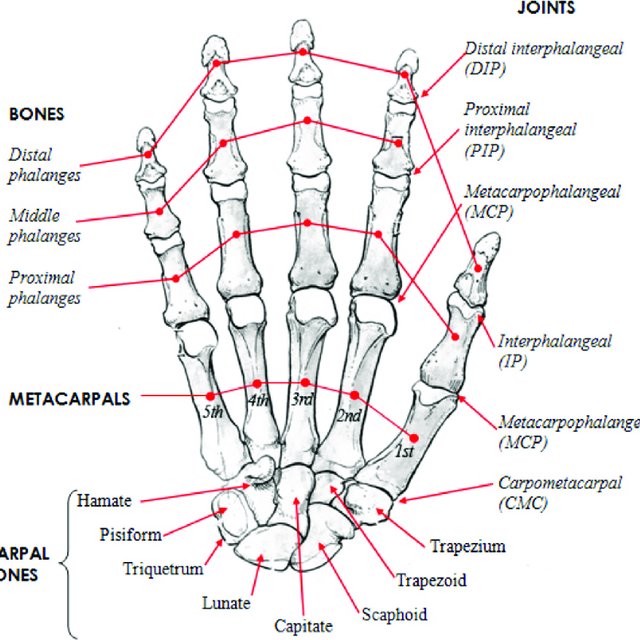 JOINTS
Distal interphalangeal
(DIP)
BONES
Proximal
interphalangeal
(PIP)
Distal
phalanges
Metacarpophalangeal
(MCP)
Middle
phalanges
Proximal
phalanges
Interphalangeal
(IP)
METACARPALS
5th
4th
3rd
2nd
1st
Metacarpophalange
(MCP)
Carpometacarpal
(CMC)
Hamate
Pisiform
ARPAL
ONES
Triquetrum
Lunate
Capitate
Scaphoid
Trapezoid
Trapezium